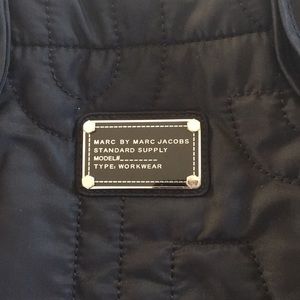 MARC BY MARC JACOBS
STANDARD SUPPLY
MODEL#________
TYPE: WORKWEAR